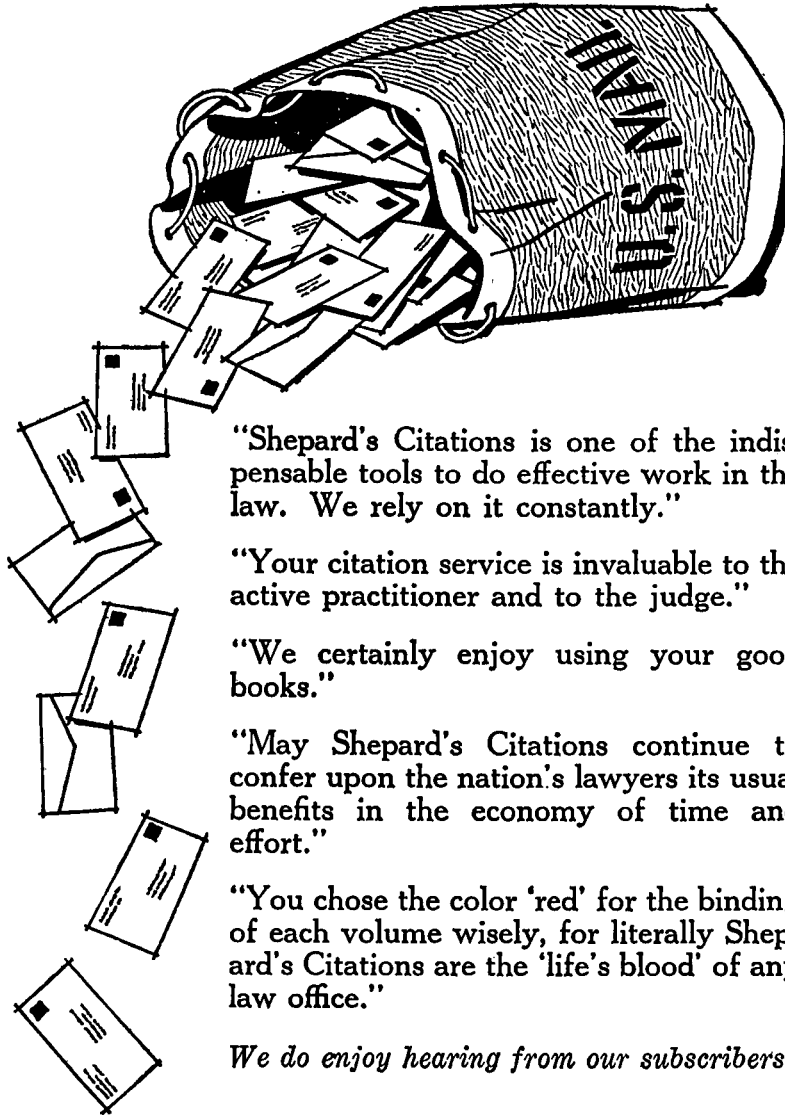 U.S. MAIL
“Shepard's Citations is one of the indis
pensable tools to do effective work in th
law. We rely on it constantly.”
“Your citation service is invaluable to th
active practitioner and to the judge.”
“We certainly enjoy using your goo
books.”
“May Shepard's Citations continue t
confer upon the nation's lawyers its usua
benefits in the economy of time an
effort.”
“You chose the color ‘red’ for the bindin
of each volume wisely, for literally Shep
ard's Citations are the ‘life's blood’ of an
law office.”
We do enjoy hearing from our subscribers